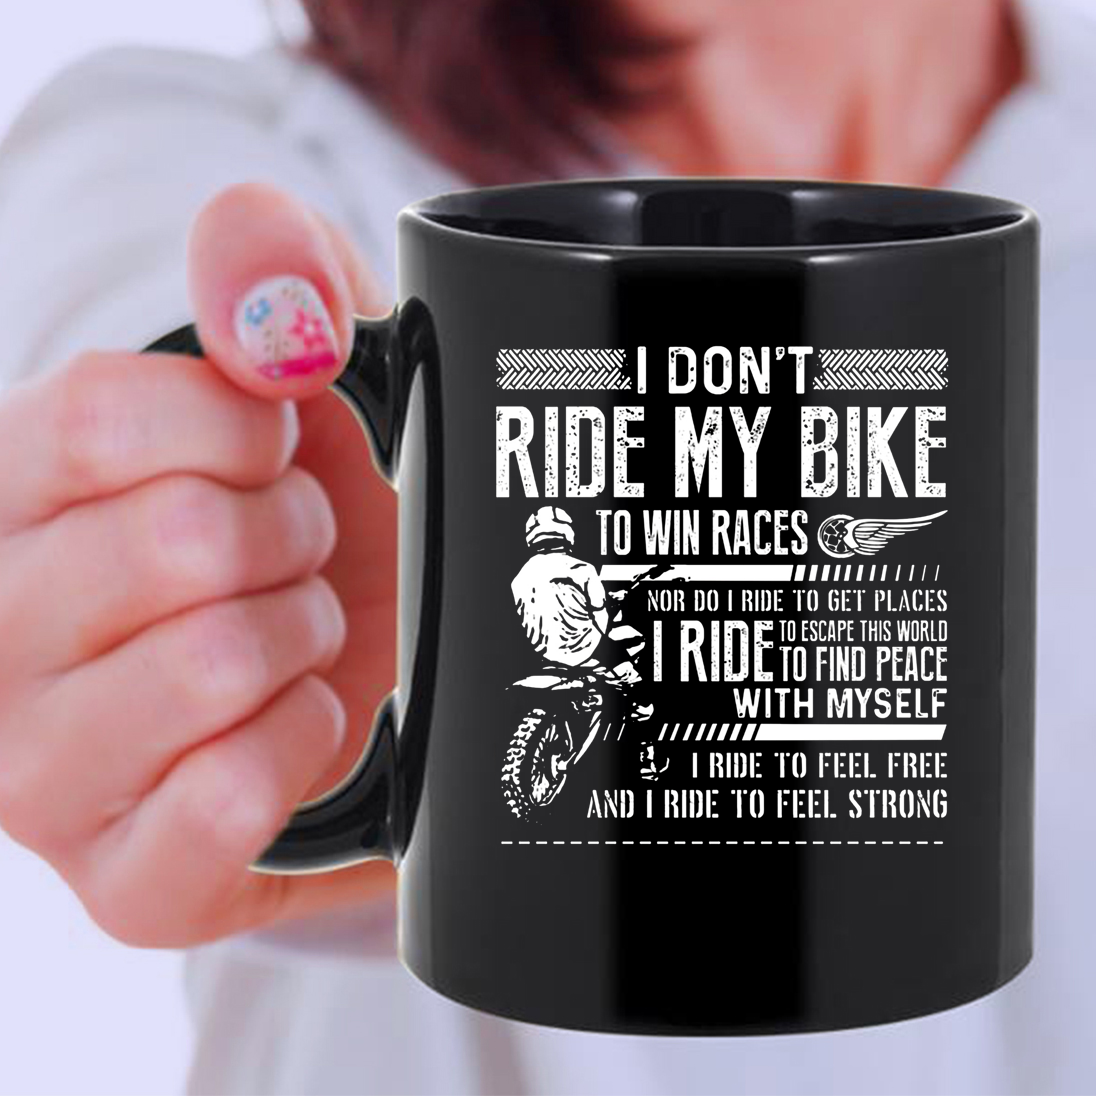 I DON'T
RIDE MY BIKE
TO WIN RACES
NOR DO I RIDE TO GET PLACES
I RIDE TO ESCAPE THIS WORLD
TO FIND PEACE
WITH MYSELF
I RIDE TO FEEL FREE
AND I RIDE TO FEEL STRONG